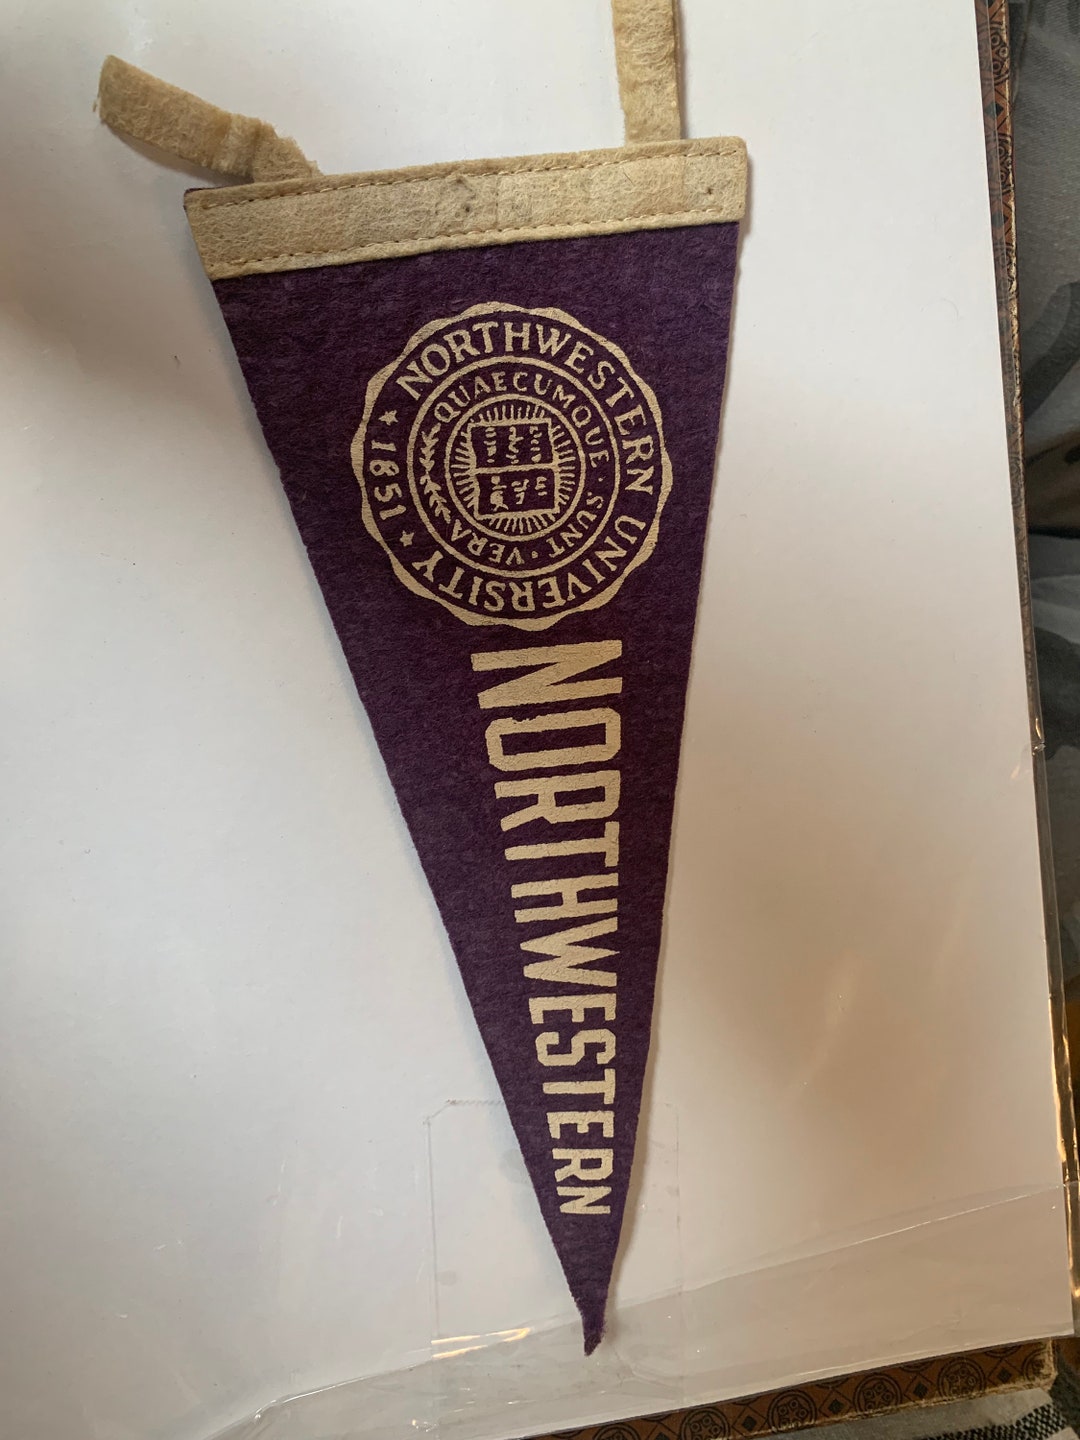 NORTHWESTERN UNIVERSITY
★ 1851 ★
QUAECUMQUE · SUNT · VERA
NORTHWESTERN